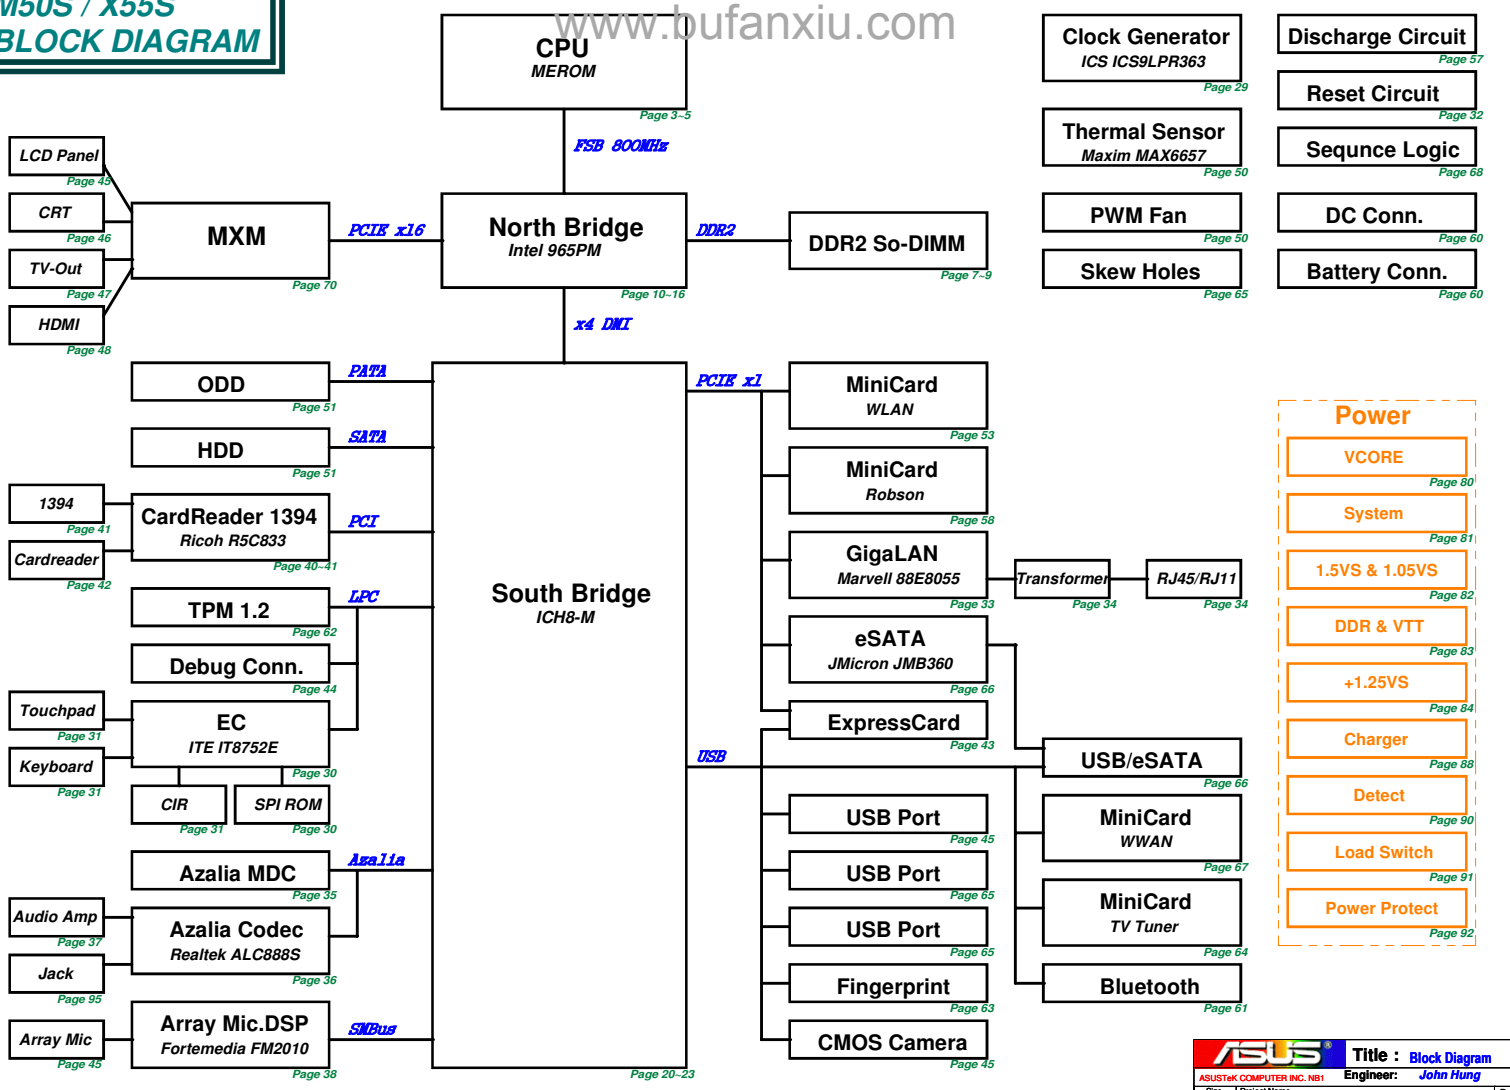 M50S / X55S
BLOCK DIAGRAM
www.bufanxiu.com
CPU
MEROM
Page 3~5
FSB 800MHz
Clock Generator
ICS ICS9LPR363
Page 29
Discharge Circuit
Page 57
Reset Circuit
Page 32
Thermal Sensor
Maxim MAX6657
Page 50
Sequnce Logic
Page 68
PWM Fan
Page 50
DC Conn.
Page 60
Skew Holes
Page 65
Battery Conn.
Page 60
LCD Panel
Page 45
CRT
Page 46
TV-Out
Page 47
HDMI
Page 48
MXM
Page 70
PCIE x16
North Bridge
Intel 965PM
Page 10~16
DDR2
DDR2 So-DIMM
Page 7~9
x4 DMI
ODD
Page 51
PATA
HDD
Page 51
SATA
1394
Page 41
Cardreader
Page 42
CardReader 1394
Ricoh R5C833
Page 40~41
PCI
TPM 1.2
Page 62
LPC
Debug Conn.
Page 44
Touchpad
Page 31
Keyboard
Page 31
EC
ITE IT8752E
Page 30
CIR
Page 31
SPI ROM
Page 30
Azalia MDC
Page 35
Azalia
Audio Amp
Page 37
Jack
Page 95
Azalia Codec
Realtek ALC888S
Page 36
Array Mic
Page 45
Array Mic.DSP
Fortemedia FM2010
Page 38
SMBus
South Bridge
ICH8-M
Page 20~23
PCIE x1
MiniCard
WLAN
Page 53
MiniCard
Robson
Page 58
GigaLAN
Marvell 88E8055
Page 33
Transformer
Page 34
RJ45/RJ11
Page 34
eSATA
JMicron JMB360
Page 66
ExpressCard
Page 43
USB
USB/eSATA
Page 66
USB Port
Page 45
USB Port
Page 65
USB Port
Page 65
Fingerprint
Page 63
CMOS Camera
Page 45
MiniCard
WWAN
Page 67
MiniCard
TV Tuner
Page 64
Bluetooth
Page 61
Power
VCORE
Page 80
System
Page 81
1.5VS & 1.05VS
Page 82
DDR & VTT
Page 83
+1.25VS
Page 84
Charger
Page 88
Detect
Page 90
Load Switch
Page 91
Power Protect
Page 92
ASUS
®
Title : Block Diagram
ASUSTeK COMPUTER INC. NB1
Engineer: John Hung